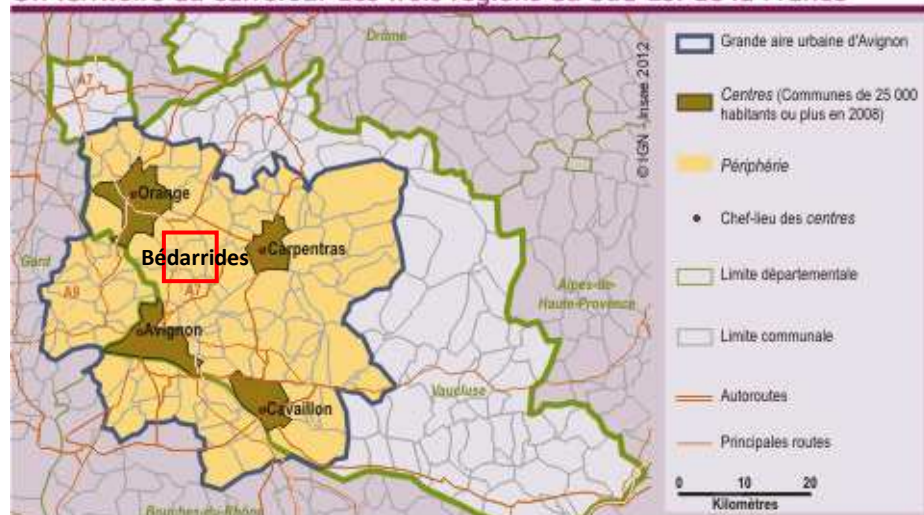 Drôme
A7
Orange
Bédarrides
Carpentras
Gard
A9
A7
Avignon
Alpes-de-
Haute-Provence
Vaucluse
Cavaillon
Bouches-du-Rhône
© IGN - Insee 2012
Grande aire urbaine d'Avignon
Centres (Communes de 25 000
habitants ou plus en 2008)
Périphérie
Chef-lieu des centres
Limite départementale
Limite communale
Autoroutes
Principales routes
0 10 20
Kilomètres